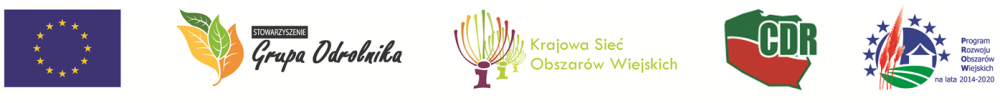 STOWARZYSZENIE
Grupa Odrolnika
Krajowa Sieć
Obszarów Wiejskich
CDR
Program
Rozwoju
Obszarów
Wiejskich
na lata 2014-2020